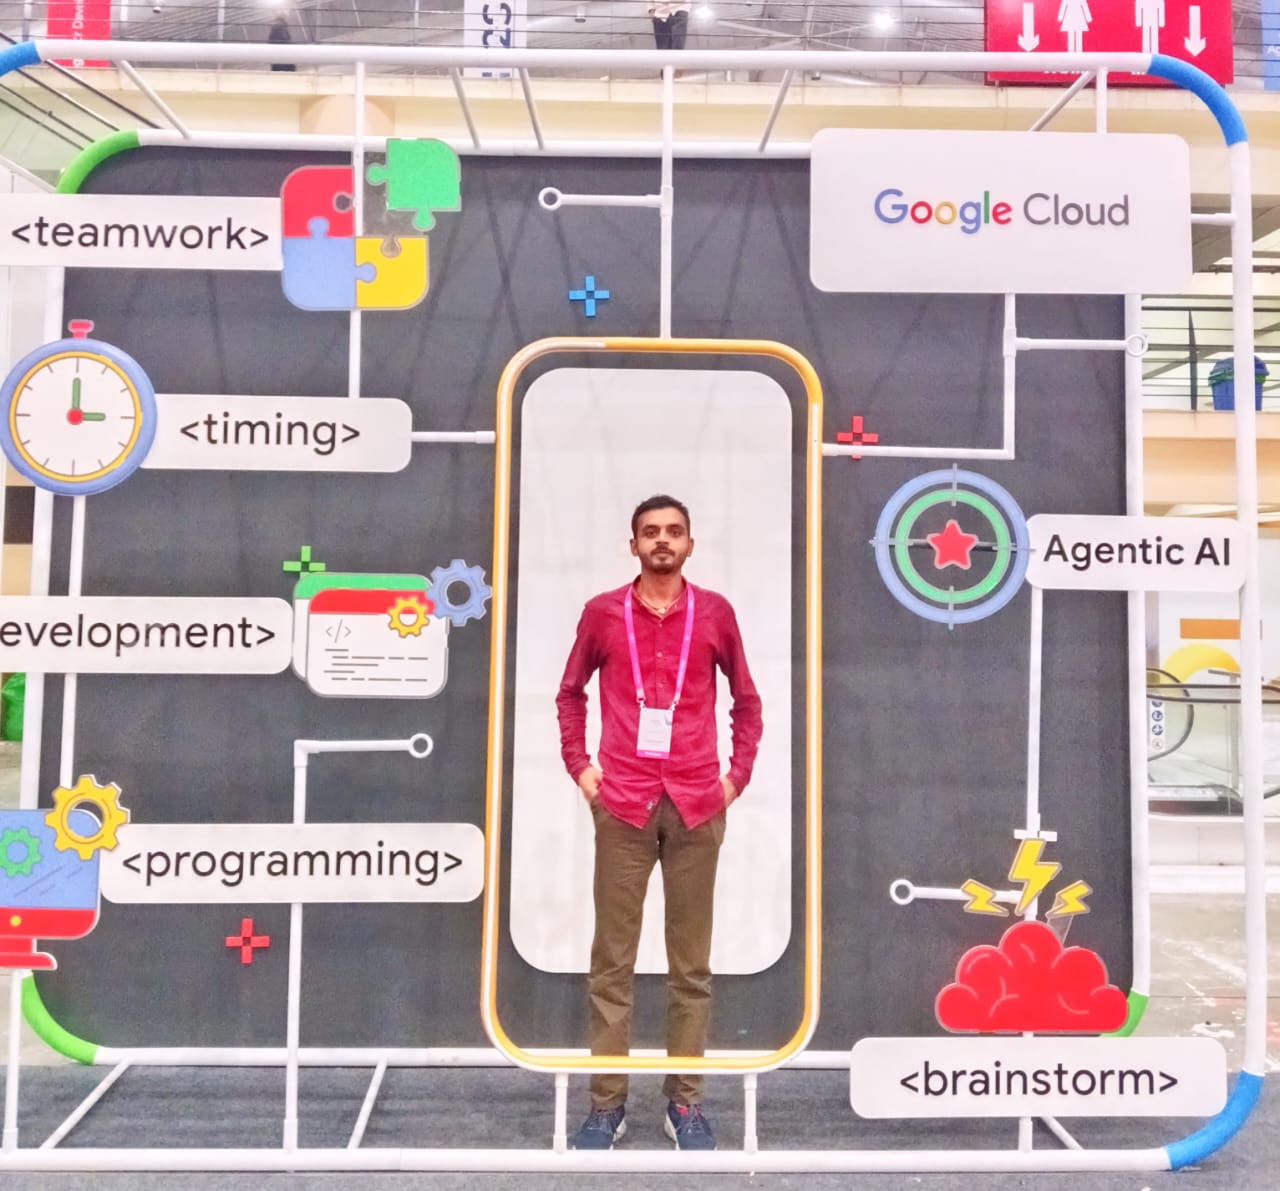 <teamwork>
Google Cloud
<timing>
Agentic AI
evelopment>
</>
<programming>
<brainstorm>